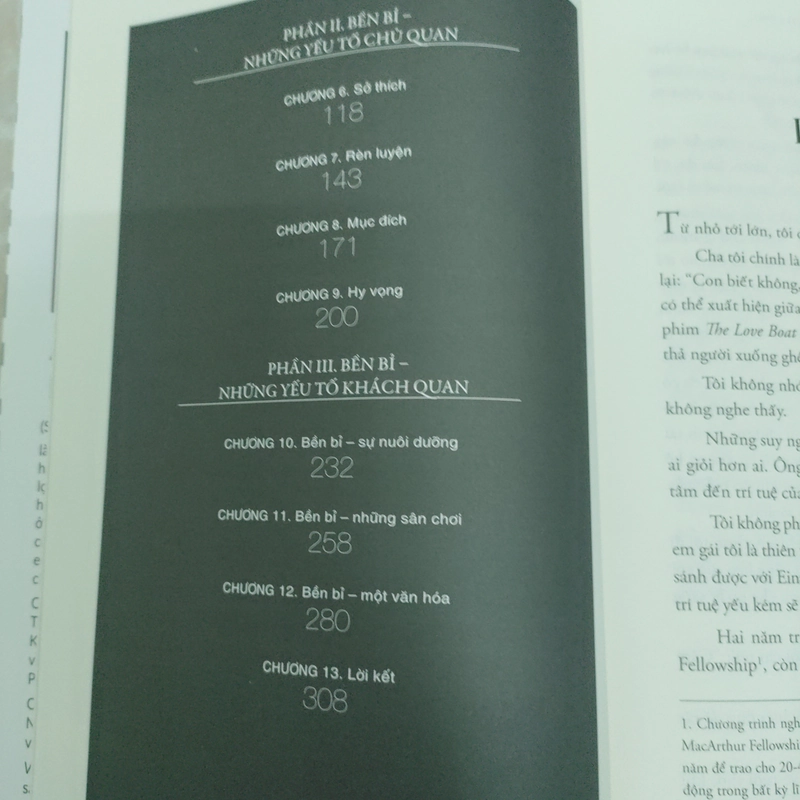 PHẦN II. BỀN BỈ –
NHỮNG YẾU TỐ CHỦ QUAN
CHƯƠNG 6. Sở thích
118
CHƯƠNG 7. Rèn luyện
143
CHƯƠNG 8. Mục đích
171
CHƯƠNG 9. Hy vọng
200
PHẦN III. BỀN BỈ –
NHỮNG YẾU TỐ KHÁCH QUAN
CHƯƠNG 10. Bền bỉ – sự nuôi dưỡng
232
CHƯƠNG 11. Bền bỉ – những sân chơi
258
CHƯƠNG 12. Bền bỉ – một văn hóa
280
CHƯƠNG 13. Lời kết
308
Từ nhỏ tới lớn, tôi
Cha tôi chính là
lại: “Con biết không,
có thể xuất hiện giữa
phim The Love Boat
thả người xuống ghế
Tôi không nhớ
không nghe thấy.
Những suy ng
ai giỏi hơn ai. Ông
tâm đến trí tuệ của
Tôi không ph
em gái tôi là thiên
sánh được với Ein
trí tuệ yếu kém sẽ
Hai năm tr
Fellowship¹, còn
1. Chương trình ngh
MacArthur Fellowshi
năm để trao cho 20-
động trong bất kỳ lĩ